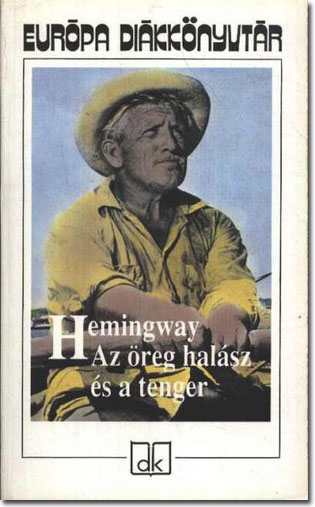 EURÓPA DIÁKKÖNYVTÁR
Hemingway
Az öreg halász
és a tenger
dk